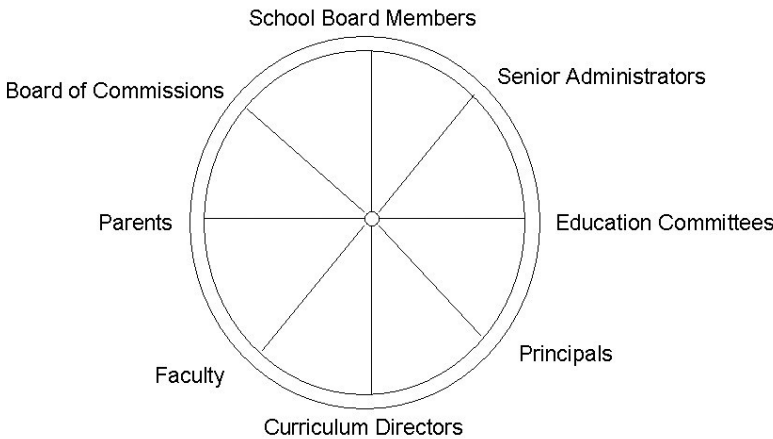 School Board Members
Senior Administrators
Board of Commissions
Parents
Education Committees
Principals
Faculty
Curriculum Directors